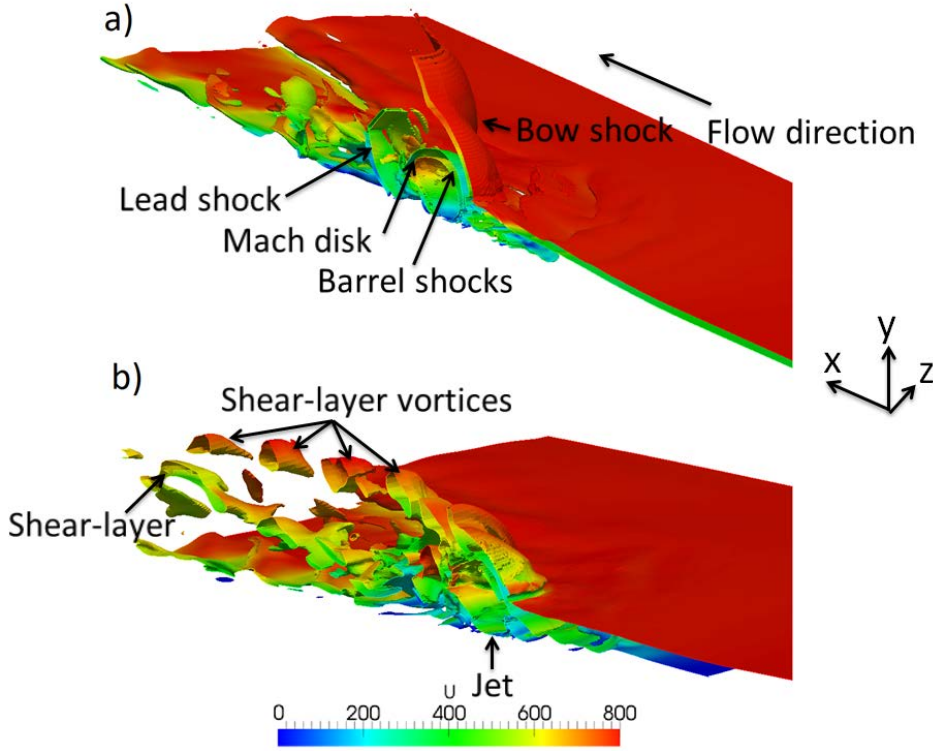 a)
Bow shock
Flow direction
Lead shock
Mach disk
Barrel shocks
y
x
z
b)
Shear-layer vortices
Shear-layer
Jet
U
0 200 400 600 800